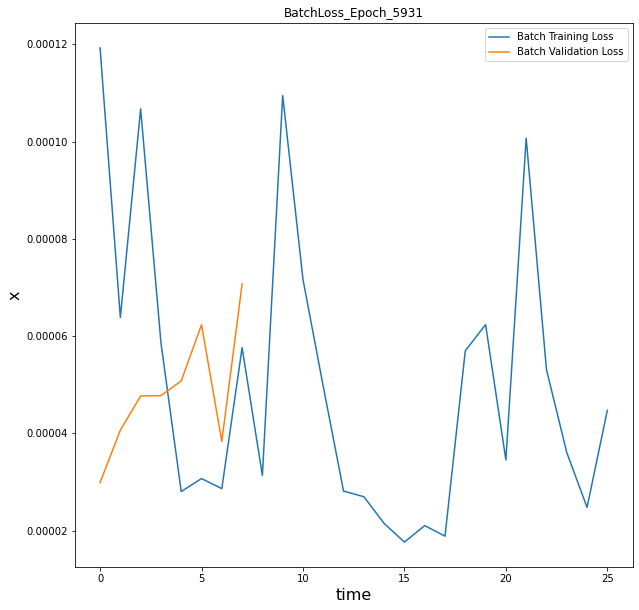 BatchLoss_Epoch_5931
Batch Training Loss
Batch Validation Loss
0.00012
0.00010
0.00008
0.00006
0.00004
0.00002
x
0 5 10 15 20 25
time